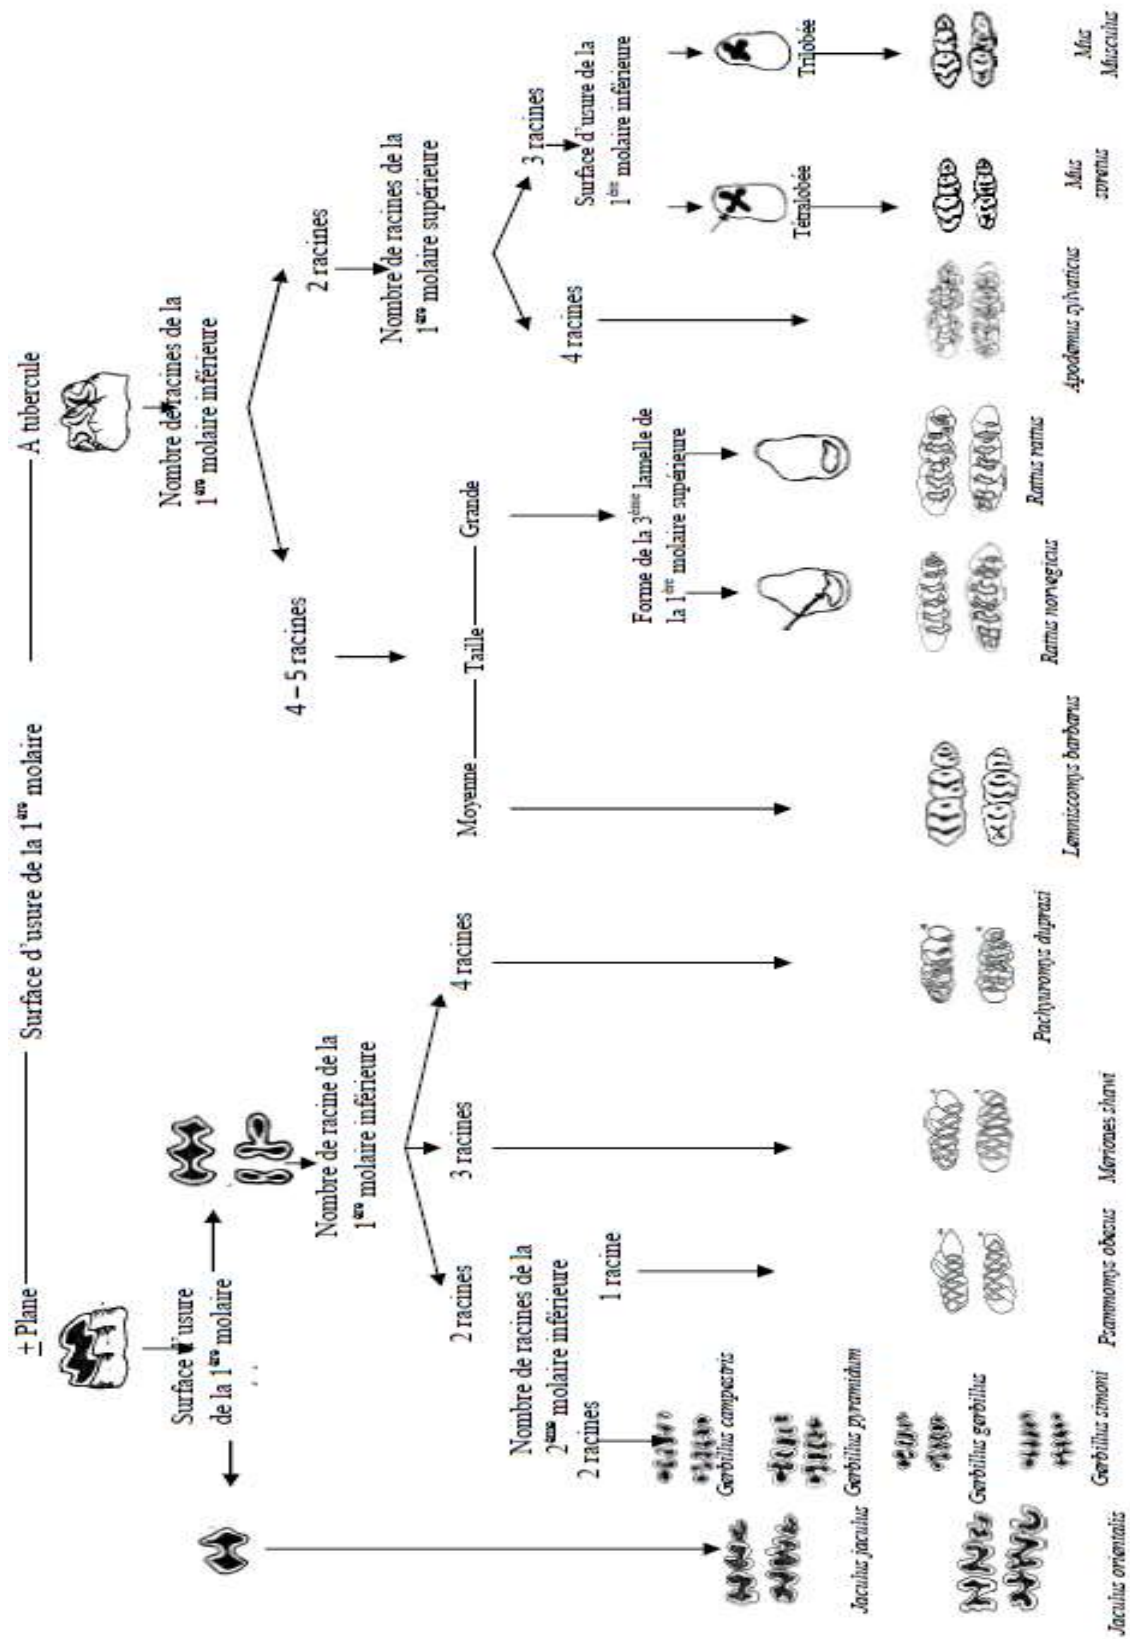 ± Plane
Surface d'usure de la 1ère molaire
A tubercule
Surface d'usure
de la 1ère molaire
Nombre de racine de la
1ère molaire inférieure
2 racines
3 racines
4 racines
Nombre de racines de la
2ème molaire inférieure
2 racines
1 racine
Nombre de racines de la
1ère molaire inférieure
4 – 5 racines
2 racines
Moyenne
Taille
Grande
Forme de la 3ème lamelle de
la 1ère molaire supérieure
Nombre de racines de la
1ère molaire supérieure
4 racines
3 racines
Surface d'usure de la
1ère molaire inférieure
Tétralobée
Trilobée
Jaculus jaculus
Jaculus orientalis
Gerbillus campestris
Gerbillus pyramidum
Gerbillus gerbillus
Gerbillus simoni
Psammomys obesus
Meriones shawi
Pachyuromys duprasi
Lemniscomys barbarus
Rattus norvegicus
Rattus rattus
Apodemus sylvaticus
Mus
spretus
Mus
Musculus